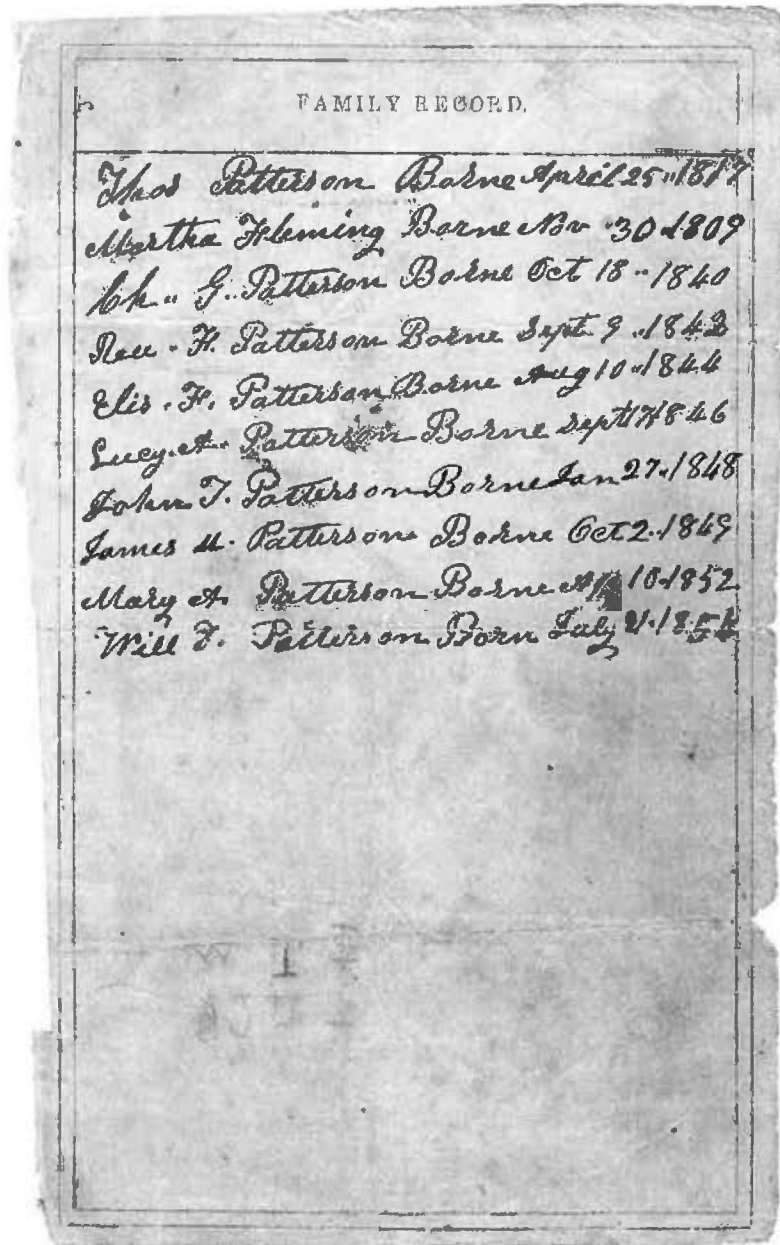 FAMILY RECORD.
Thos Patterson Borne April 25 1817
Martha Fleming Borne Nov 30 1809
Ch.. G. Patterson Borne Oct 18 1840
F. Patterson Borne Sept 9 1842
Elis. F. Patterson Borne Aug 10 1844
Lucy. A. Patterson Borne Sept 1846
John T. Patterson Borne Jan 27 1848
James M. Patterson Borne Oct 2 1849
Mary A Patterson Borne 10 1852
Will F. Patterson Born July